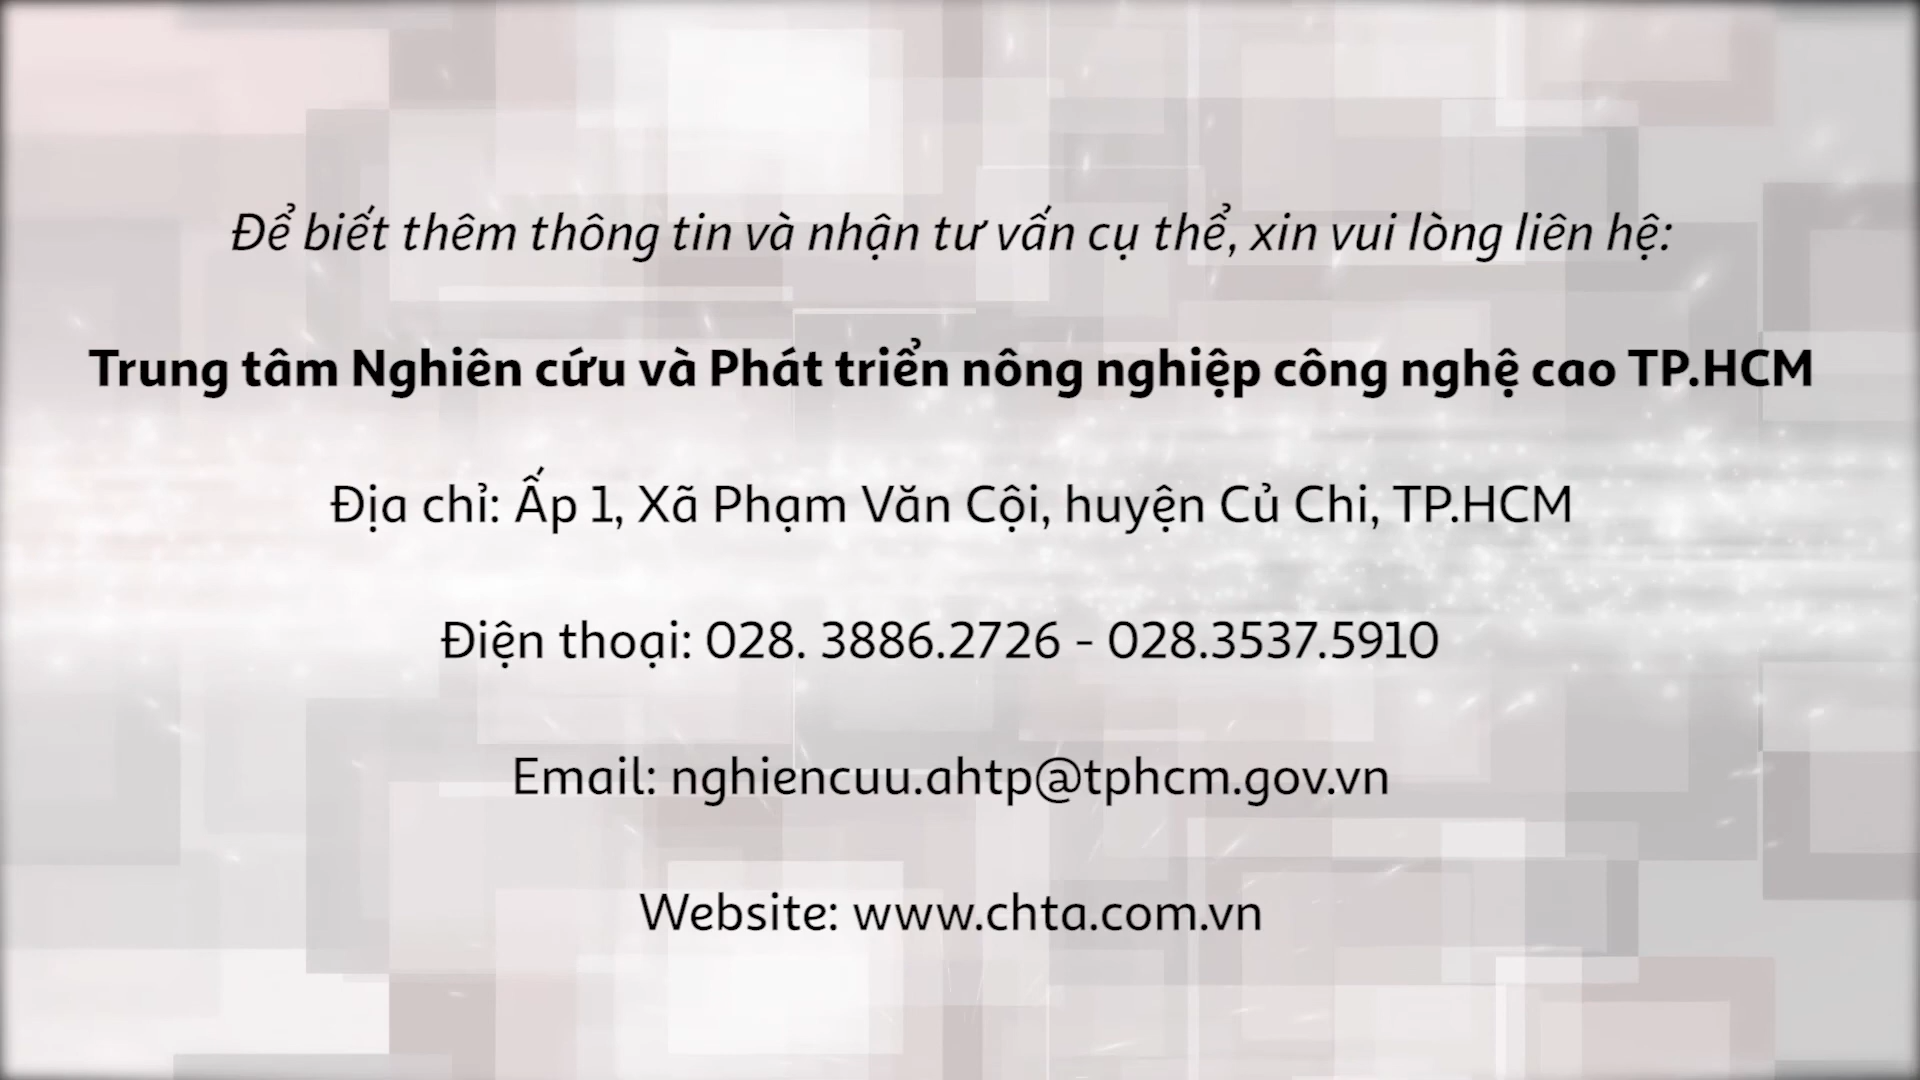 Để biết thêm thông tin và nhận tư vấn cụ thể, xin vui lòng liên hệ:
Trung tâm Nghiên cứu và Phát triển nông nghiệp công nghệ cao TP.HCM
Địa chỉ: Ấp 1, Xã Phạm Văn Cội, huyện Củ Chi, TP.HCM
Điện thoại: 028. 3886.2726 - 028.3537.5910
Email: nghiencuu.ahtp@tphcm.gov.vn
Website: www.chta.com.vn